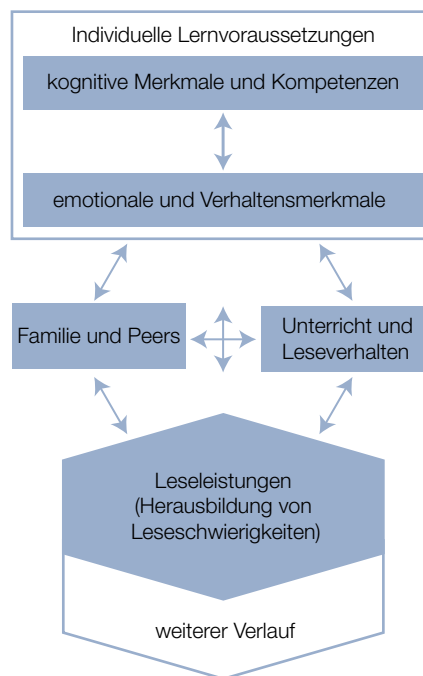 Individuelle Lernvoraussetzungen
kognitive Merkmale und Kompetenzen
emotionale und Verhaltensmerkmale
Familie und Peers
Unterricht und
Leseverhalten
Leseleistungen
(Herausbildung von
Leseschwierigkeiten)
weiterer Verlauf